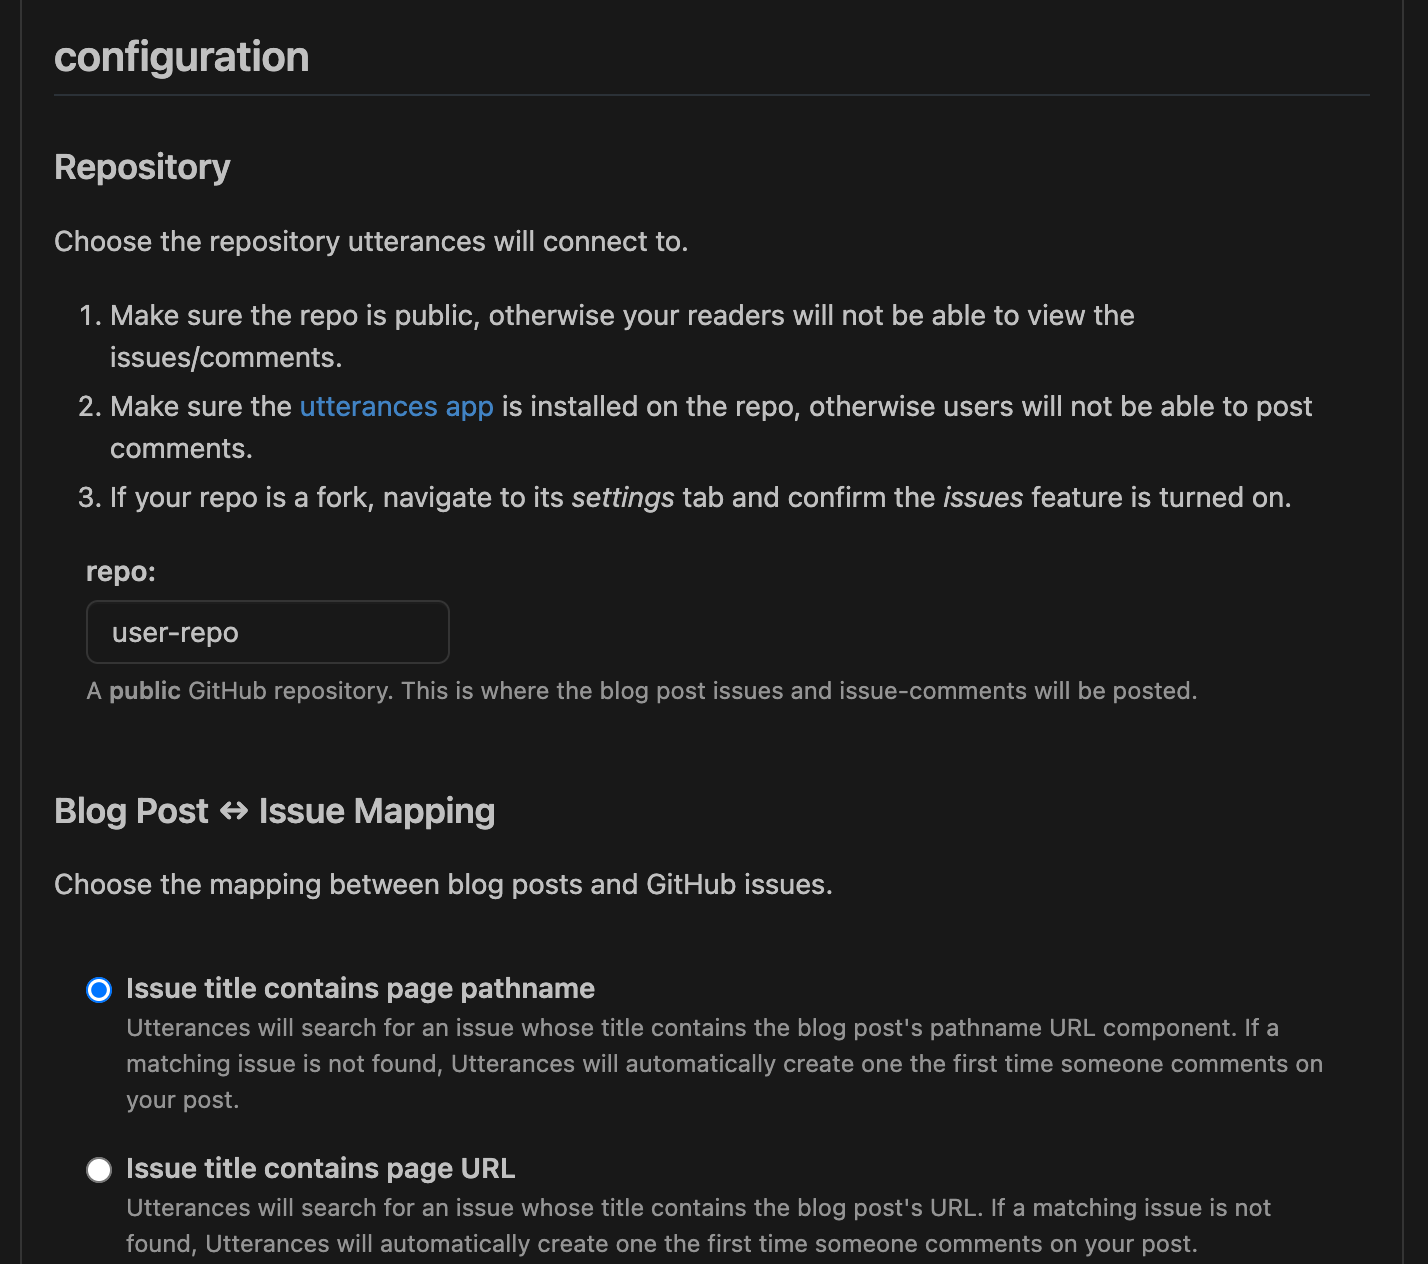 configuration
Repository
Choose the repository utterances will connect to.
1. Make sure the repo is public, otherwise your readers will not be able to view the
issues/comments.
2. Make sure the utterances app is installed on the repo, otherwise users will not be able to post
comments.
3. If your repo is a fork, navigate to its settings tab and confirm the issues feature is turned on.
repo:
user-repo
A public GitHub repository. This is where the blog post issues and issue-comments will be posted.
Blog Post ↔ Issue Mapping
Choose the mapping between blog posts and GitHub issues.
Issue title contains page pathname
Utterances will search for an issue whose title contains the blog post's pathname URL component. If a
matching issue is not found, Utterances will automatically create one the first time someone comments on
your post.
Issue title contains page URL
Utterances will search for an issue whose title contains the blog post's URL. If a matching issue is not
found, Utterances will automatically create one the first time someone comments on your post.